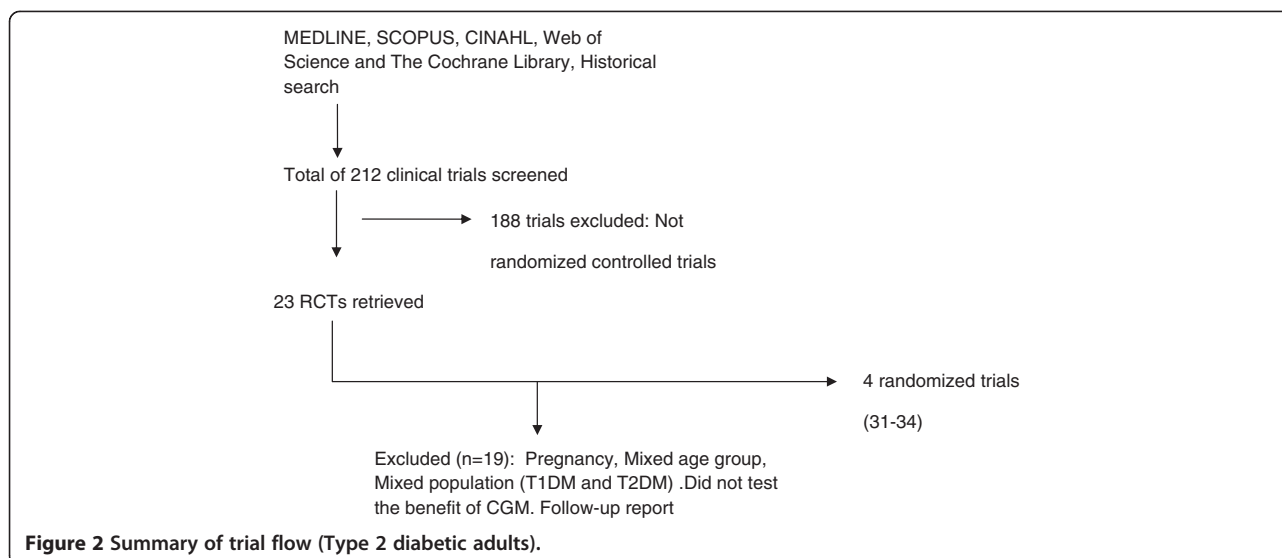 MEDLINE, SCOPUS, CINAHL, Web of
Science and The Cochrane Library, Historical
search
Total of 212 clinical trials screened
188 trials excluded: Not
randomized controlled trials
23 RCTs retrieved
4 randomized trials
(31-34)
Excluded (n=19): Pregnancy, Mixed age group,
Mixed population (T1DM and T2DM) .Did not test
the benefit of CGM. Follow-up report
Figure 2 Summary of trial flow (Type 2 diabetic adults).